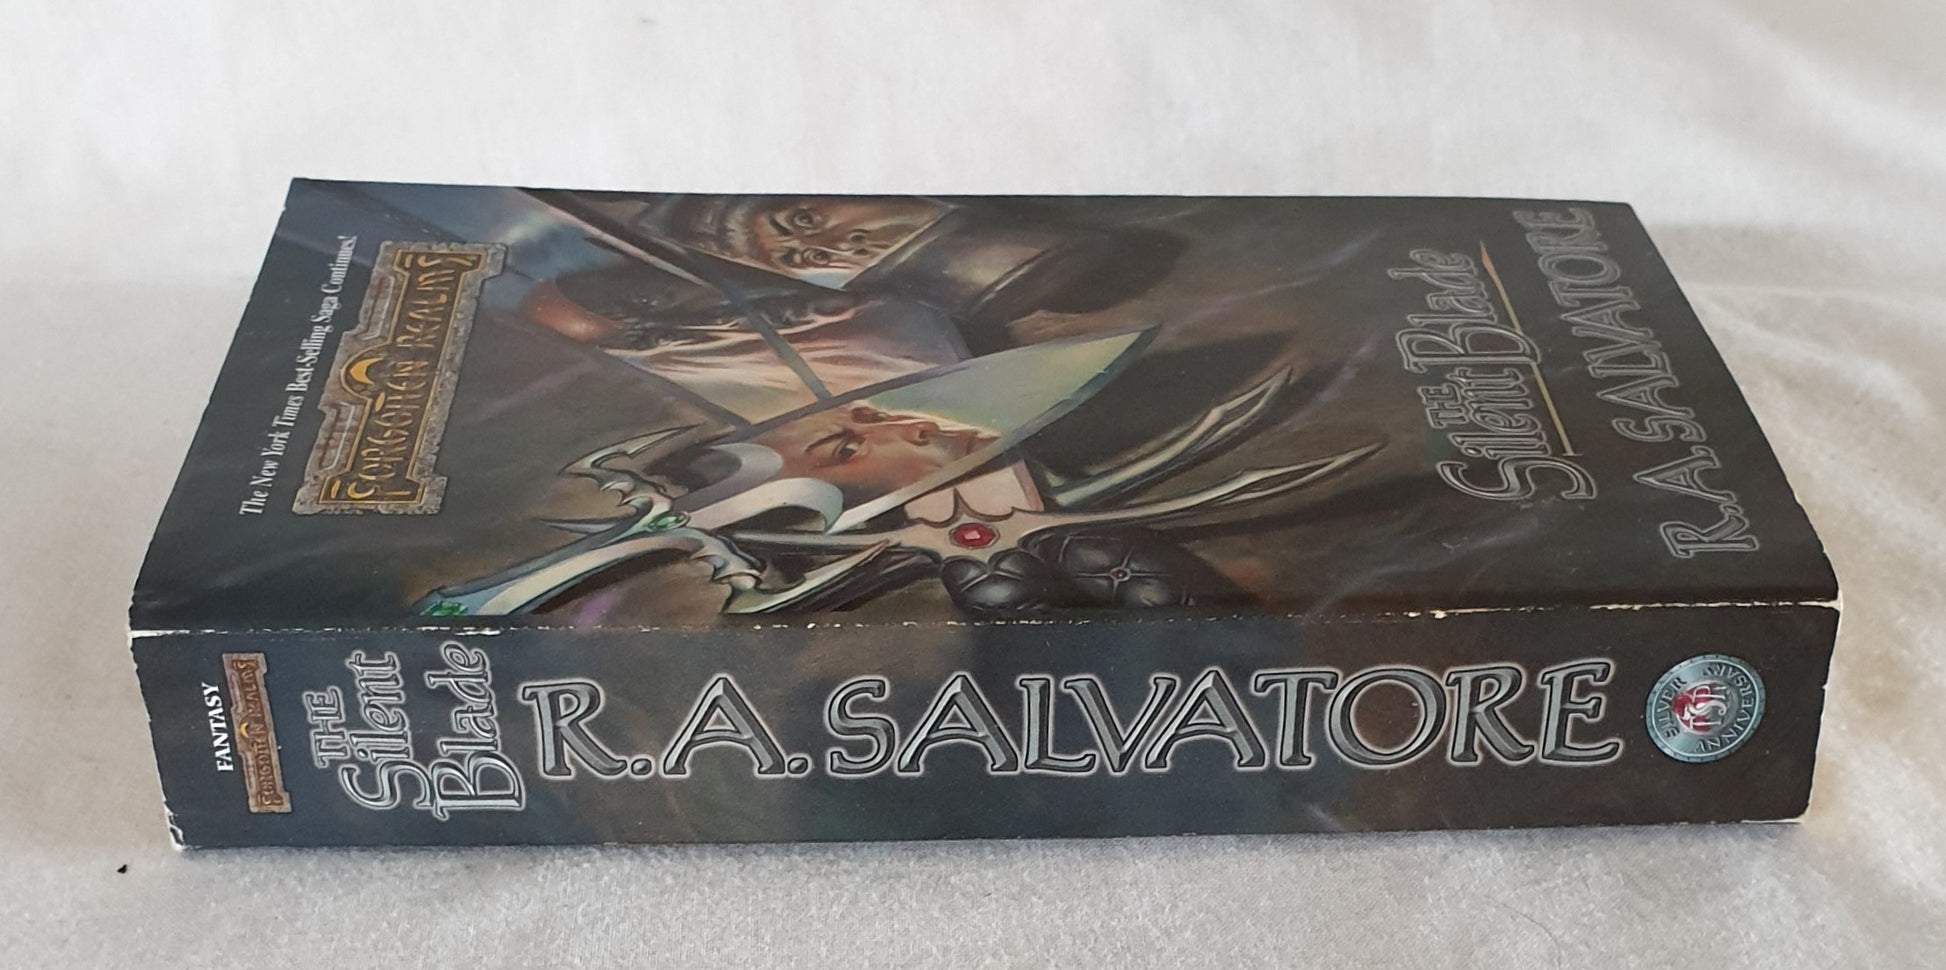 The New York Times Best-Selling Saga Continues!
FORGOTTEN REALMS
THE
Silent Blade
R.A. SALVATORE
FANTASY
FORGOTTEN REALMS
THE
Silent
Blade
R.A. SALVATORE
SILVER ANNIVERSARY
TSR